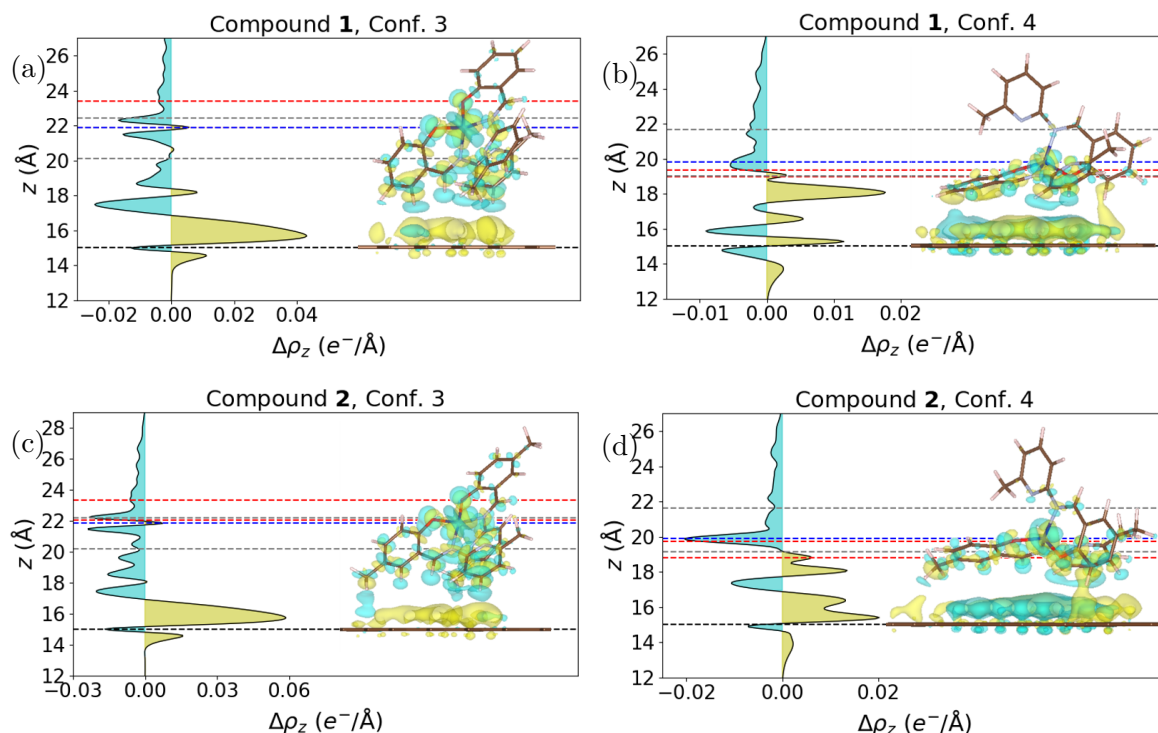 Compound 1, Conf. 3
(a)
26
24
22
20
18
16
14
12
z (Å)
−0.02 0.00 0.02 0.04
Δρz (e−/Å)
Compound 1, Conf. 4
(b)
26
24
22
20
18
16
14
12
z (Å)
−0.01 0.00 0.01 0.02
Δρz (e−/Å)
Compound 2, Conf. 3
(c)
28
26
24
22
20
18
16
14
12
z (Å)
−0.03 0.00 0.03 0.06
Δρz (e−/Å)
Compound 2, Conf. 4
(d)
26
24
22
20
18
16
14
12
z (Å)
−0.02 0.00 0.02
Δρz (e−/Å)